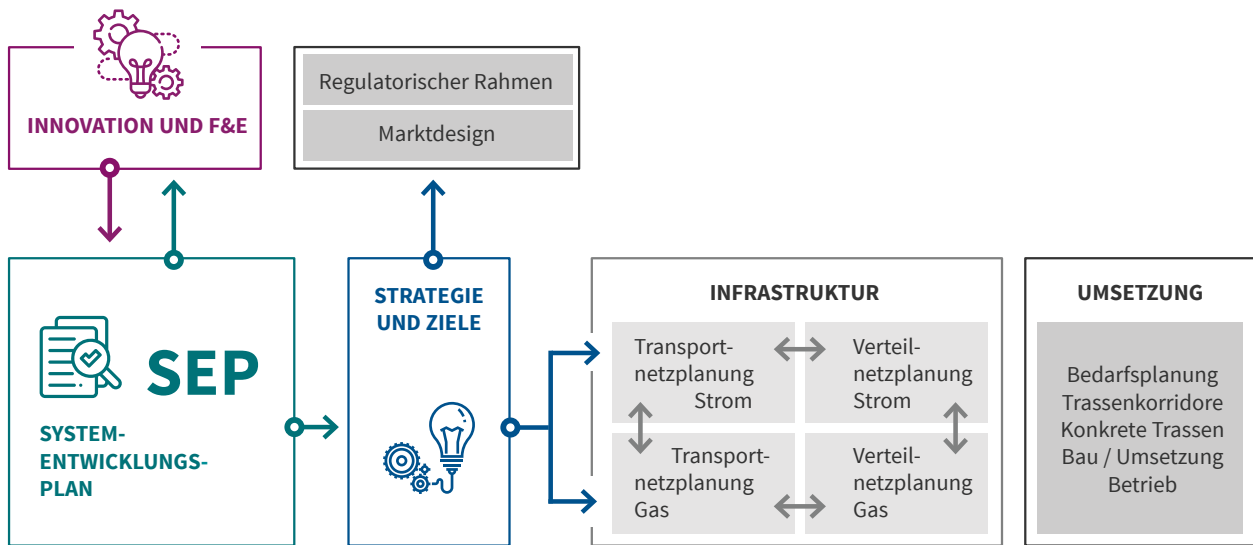 INNOVATION UND F&E
Regulatorischer Rahmen
Marktdesign
SEP
SYSTEM-
ENTWICKLUNGS-
PLAN
STRATEGIE
UND ZIELE
INFRASTRUKTUR
Transport-
netzplanung
Strom
Verteil-
netzplanung
Strom
Transport-
netzplanung
Gas
Verteil-
netzplanung
Gas
UMSETZUNG
Bedarfsplanung
Trassenkorridore
Konkrete Trassen
Bau / Umsetzung
Betrieb